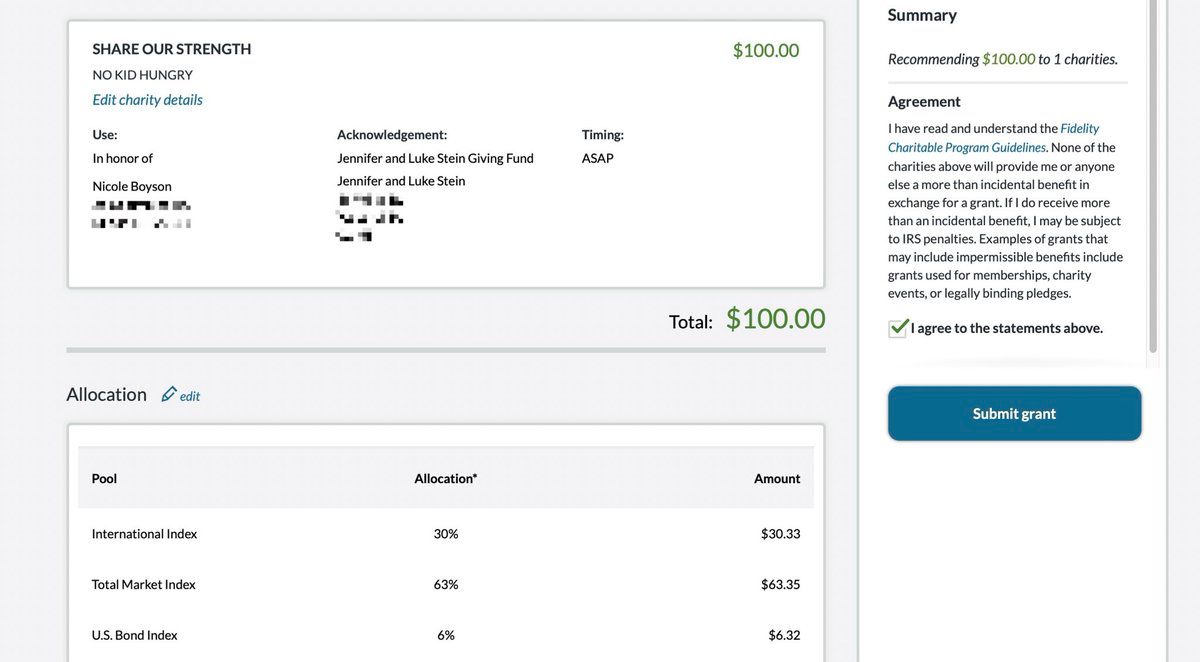 SHARE OUR STRENGTH
$100.00
NO KID HUNGRY
Edit charity details
Use:
Acknowledgement:
Timing:
In honor of
Jennifer and Luke Stein Giving Fund
ASAP
Nicole Boyson
Jennifer and Luke Stein
Total: $100.00
Allocation edit
Pool
Allocation*
Amount
International Index
30%
$30.33
Total Market Index
63%
$63.35
U.S. Bond Index
6%
$6.32
Summary
Recommending $100.00 to 1 charities.
Agreement
I have read and understand the Fidelity
Charitable Program Guidelines. None of the
charities above will provide me or anyone
else a more than incidental benefit in
exchange for a grant. If I do receive more
than an incidental benefit, I may be subject
to IRS penalties. Examples of grants that
may include impermissible benefits include
grants used for memberships, charity
events, or legally binding pledges.
I agree to the statements above.
Submit grant